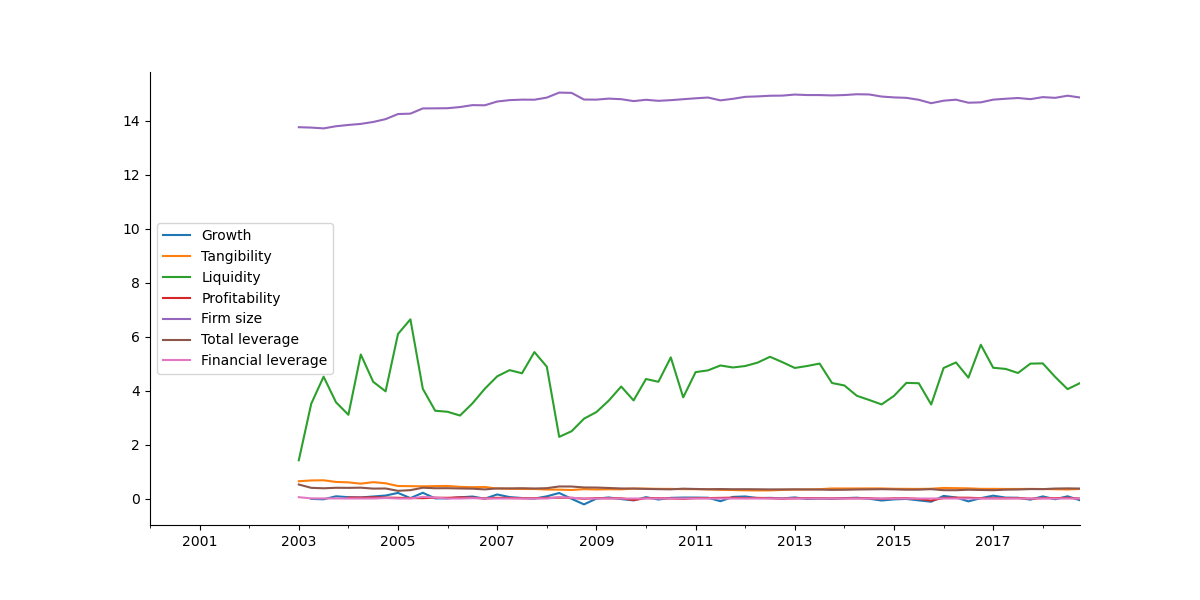 14
12
10
8
6
4
2
0
Growth
Tangibility
Liquidity
Profitability
Firm size
Total leverage
Financial leverage
2001 2003 2005 2007 2009 2011 2013 2015 2017